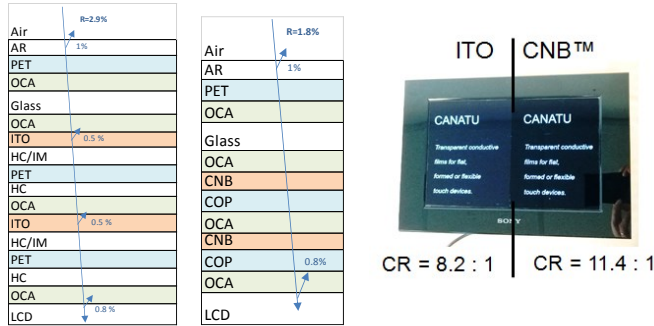 R=2.9%
Air
AR
1%
PET
OCA
Glass
OCA
ITO
0.5 %
HC/IM
PET
HC
OCA
ITO
0.5 %
HC/IM
PET
HC
OCA
0.8 %
LCD
R=1.8%
Air
AR
1%
PET
OCA
Glass
OCA
CNB
COP
OCA
CNB
COP
0.8%
OCA
LCD
ITO
CNB™
CANATU
Transparent conductive
films for flat,
formed or flexible
touch devices.
CANATU
Transparent conductive
films for flat,
formed or flexible
touch devices.
SONY
CR = 8.2 : 1
CR = 11.4 : 1